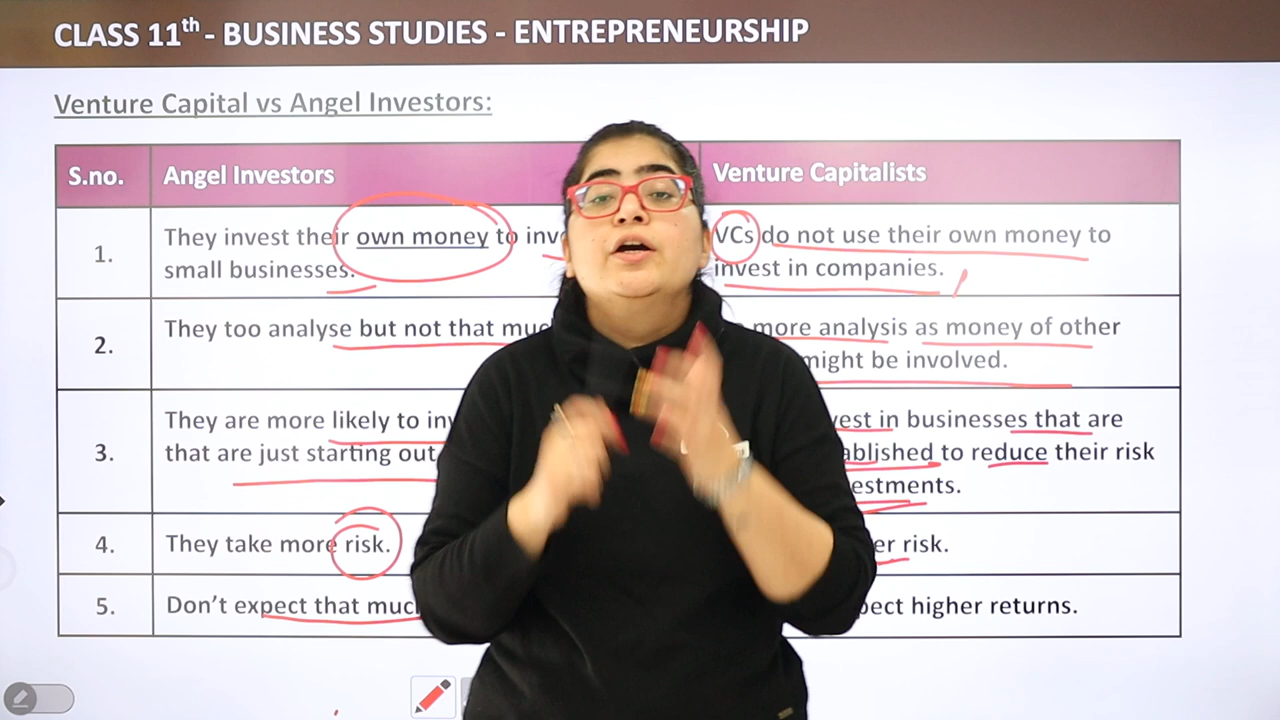 CLASS 11th - BUSINESS STUDIES - ENTREPRENEURSHIP
Venture Capital vs Angel Investors:
S.no. Angel Investors Venture Capitalists
1. They invest their own money to VCs do not use their own money to
small businesses. invest in companies.
2. They too analyse but not that more analysis as money of other
might be involved.
3. They are more likely to in businesses that are
that are just starting out to reduce their risk
4. They take more risk. risk.
5. Don't expect that higher returns.